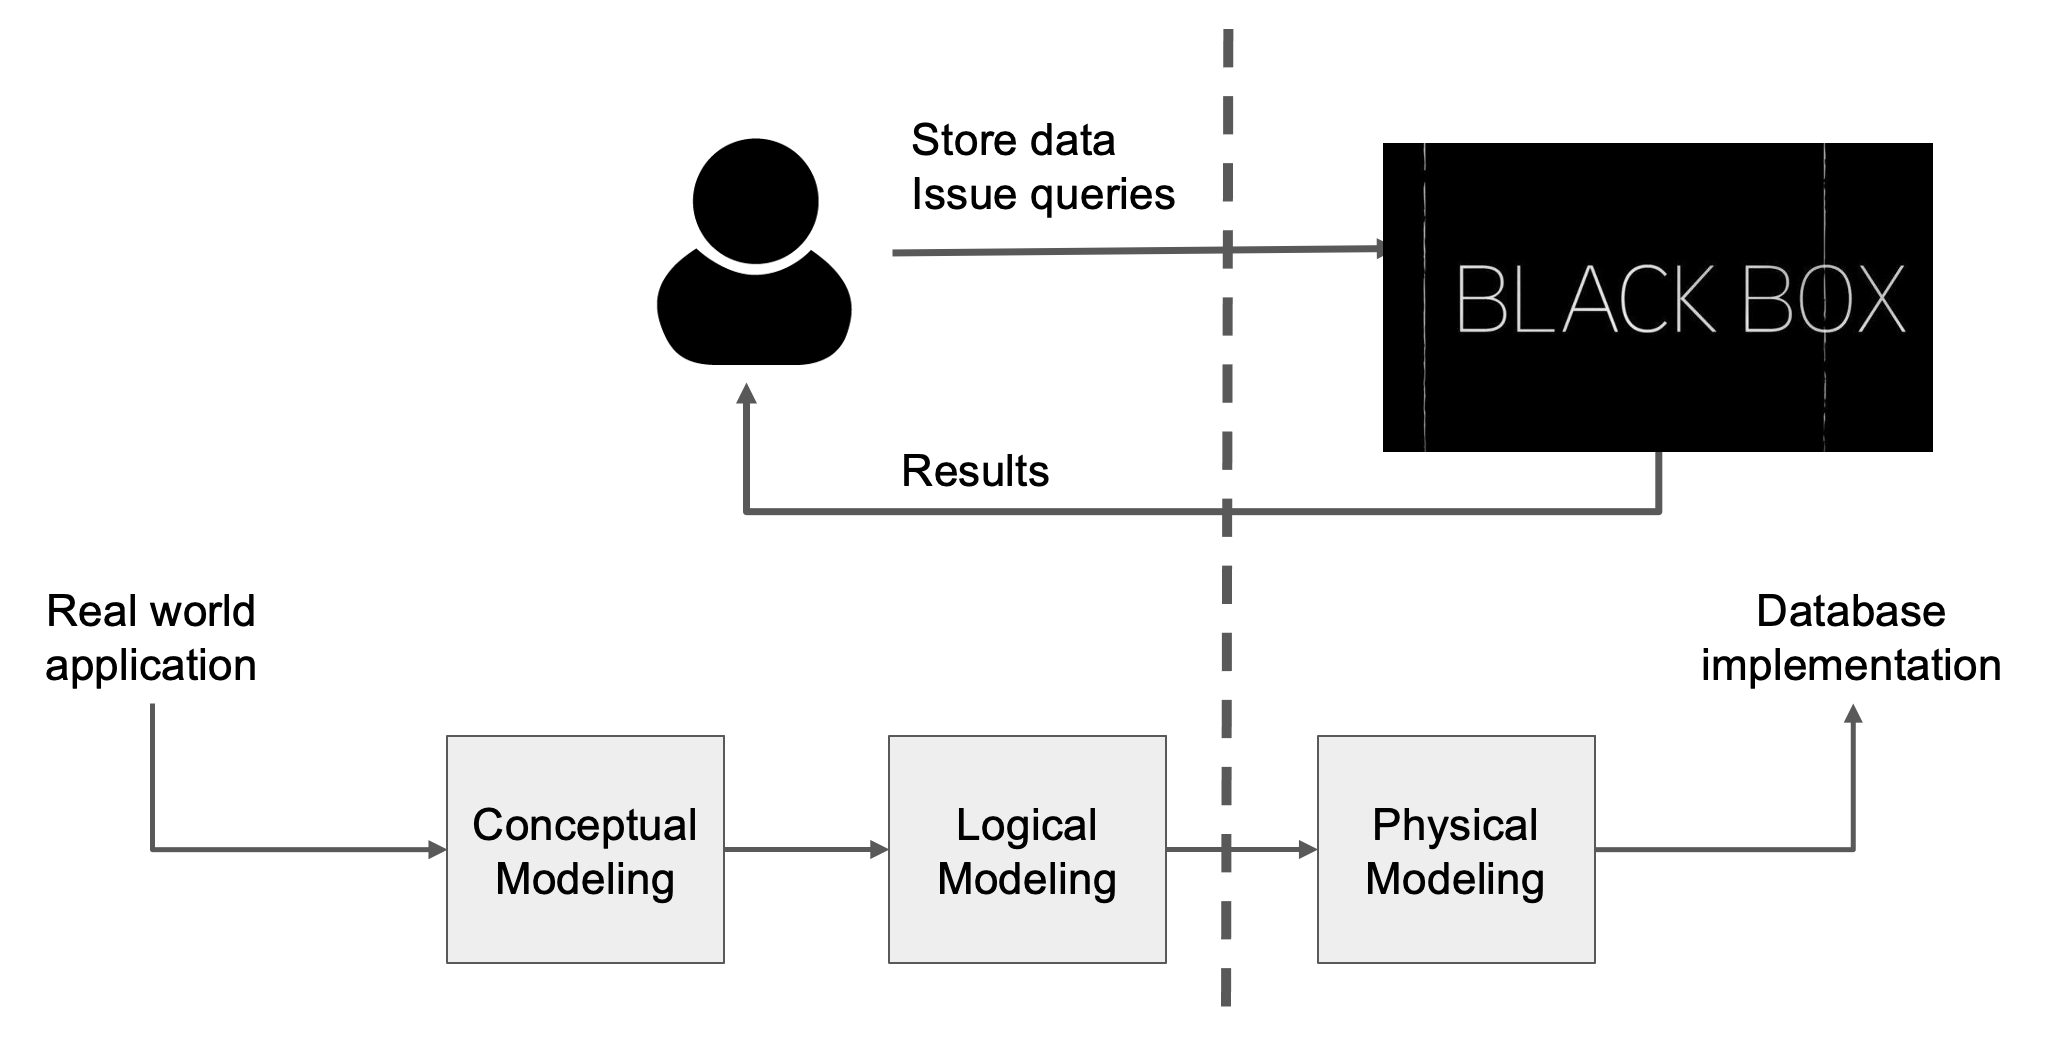 Store data
Issue queries
BLACK BOX
Results
Real world
application
Database
implementation
Conceptual
Modeling
Logical
Modeling
Physical
Modeling